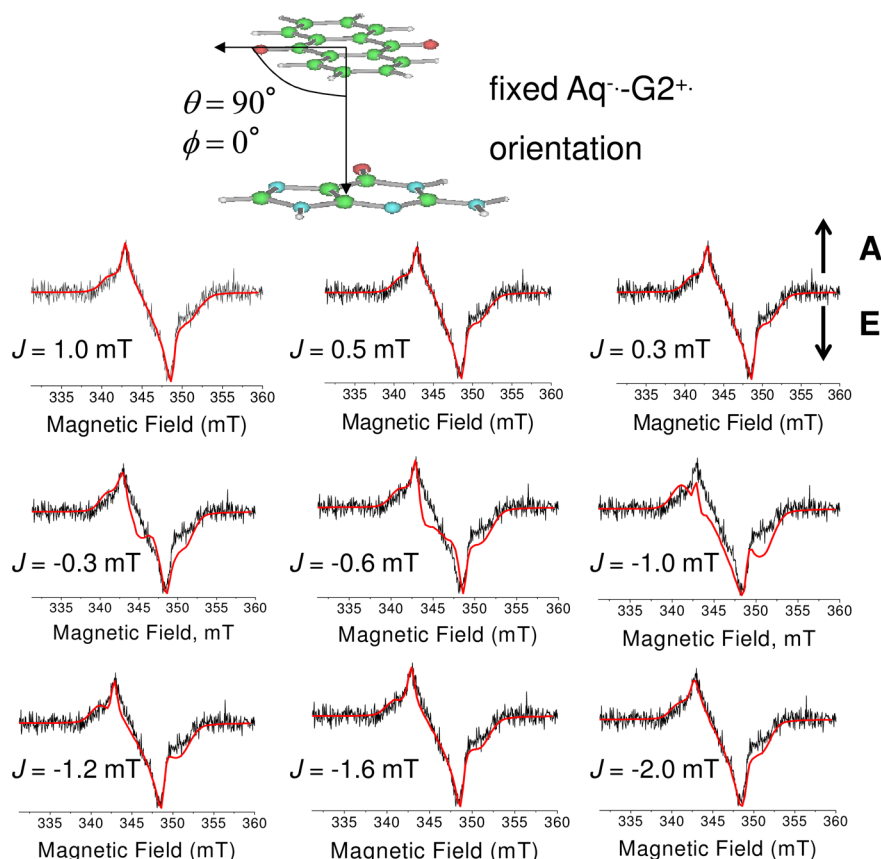 θ = 90°
ϕ = 0°
fixed Aq⁻·-G2⁺·
orientation
A
E
J = 1.0 mT
335 340 345 350 355 360
Magnetic Field (mT)
J = 0.5 mT
335 340 345 350 355 360
Magnetic Field (mT)
J = 0.3 mT
335 340 345 350 355 360
Magnetic Field (mT)
J = -0.3 mT
335 340 345 350 355 360
Magnetic Field, mT
J = -0.6 mT
335 340 345 350 355 360
Magnetic Field (mT)
J = -1.0 mT
335 340 345 350 355 360
Magnetic Field, mT
J = -1.2 mT
335 340 345 350 355 360
Magnetic Field (mT)
J = -1.6 mT
335 340 345 350 355 360
Magnetic Field (mT)
J = -2.0 mT
335 340 345 350 355 360
Magnetic Field (mT)